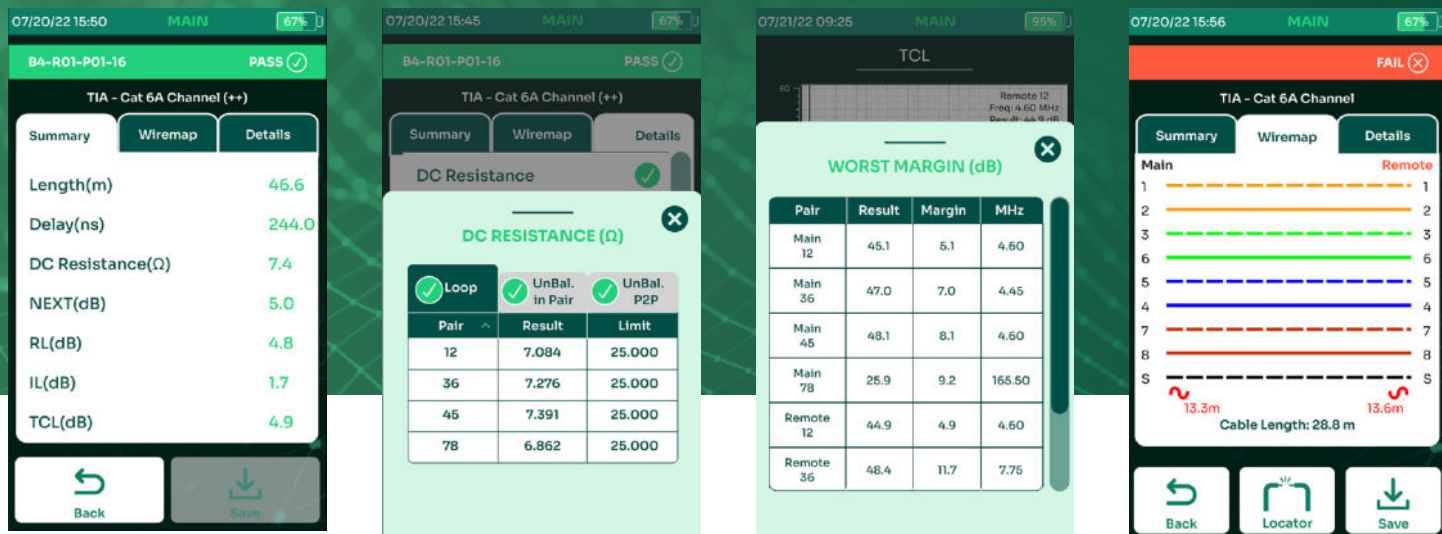 07/20/22 15:50 MAIN 67%
B4-R01-P01-16 PASS
TIA - Cat 6A Channel (++)
Summary Wiremap Details
Length(m) 46.6
Delay(ns) 244.0
DC Resistance(Ω) 7.4
NEXT(dB) 5.0
RL(dB) 4.8
IL(dB) 1.7
TCL(dB) 4.9
Back Save
07/20/22 15:45 MAIN 67%
B4-R01-P01-16 PASS
TIA - Cat 6A Channel (++)
Summary Wiremap Details
DC Resistance
DC RESISTANCE (Ω)
Loop UnBal. in Pair UnBal. P2P
Pair Result Limit
12 7.084 25.000
36 7.276 25.000
45 7.391 25.000
78 6.862 25.000
07/21/22 09:25 MAIN 95%
TCL
80
Remote 12
Freq: 4.60 MHz
Result: 44.9 dB
WORST MARGIN (dB)
Pair Result Margin MHz
Main 12 45.1 5.1 4.60
Main 36 47.0 7.0 4.45
Main 45 48.1 8.1 4.60
Main 78 25.9 9.2 165.50
Remote 12 44.9 4.9 4.60
Remote 36 48.4 11.7 7.75
07/20/22 15:56 MAIN 67%
FAIL
TIA - Cat 6A Channel
Summary Wiremap Details
Main Remote
1 1
2 2
3 3
6 6
5 5
4 4
7 7
8 8
S S
13.3m 13.6m
Cable Length: 28.8 m
Back Locator Save